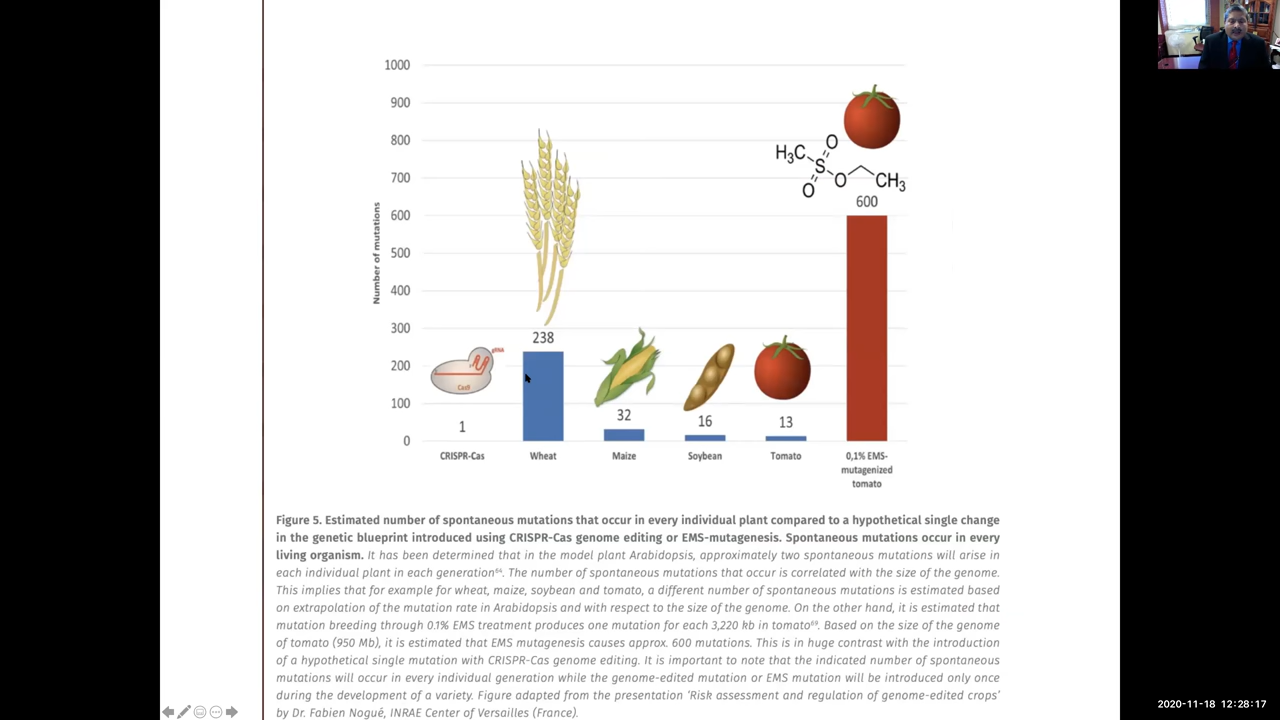 1000
900
800
700
600
500
400
300
200
100
0
Number of mutations
H₃C
S
O
O
O
CH₃
600
238
gRNA
Cas9
1
32
16
13
CRISPR-Cas
Wheat
Maize
Soybean
Tomato
0,1% EMS-
mutagenized
tomato
Figure 5. Estimated number of spontaneous mutations that occur in every individual plant compared to a hypothetical single change
in the genetic blueprint introduced using CRISPR-Cas genome editing or EMS-mutagenesis. Spontaneous mutations occur in every
living organism. It has been determined that in the model plant Arabidopsis, approximately two spontaneous mutations will arise in
each individual plant in each generation⁶⁴. The number of spontaneous mutations that occur is correlated with the size of the genome.
This implies that for example for wheat, maize, soybean and tomato, a different number of spontaneous mutations is estimated based
on extrapolation of the mutation rate in Arabidopsis and with respect to the size of the genome. On the other hand, it is estimated that
mutation breeding through 0.1% EMS treatment produces one mutation for each 3,220 kb in tomato⁶⁹. Based on the size of the genome
of tomato (950 Mb), it is estimated that EMS mutagenesis causes approx. 600 mutations. This is in huge contrast with the introduction
of a hypothetical single mutation with CRISPR-Cas genome editing. It is important to note that the indicated number of spontaneous
mutations will occur in every individual generation while the genome-edited mutation or EMS mutation will be introduced only once
during the development of a variety. Figure adapted from the presentation 'Risk assessment and regulation of genome-edited crops'
by Dr. Fabien Nogué, INRAE Center of Versailles (France).
2020-11-18 12:28:17